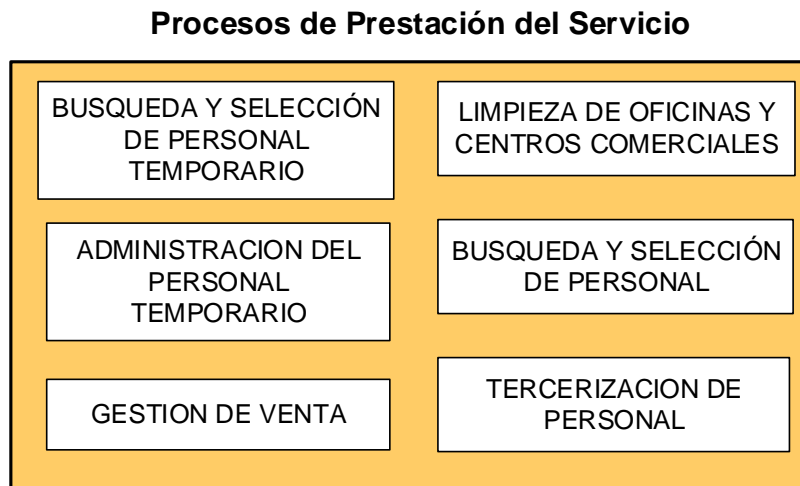 Procesos de Prestación del Servicio
BUSQUEDA Y SELECCIÓN
DE PERSONAL
TEMPORARIO
LIMPIEZA DE OFICINAS Y
CENTROS COMERCIALES
ADMINISTRACION DEL
PERSONAL
TEMPORARIO
BUSQUEDA Y SELECCIÓN
DE PERSONAL
GESTION DE VENTA
TERCERIZACION DE
PERSONAL